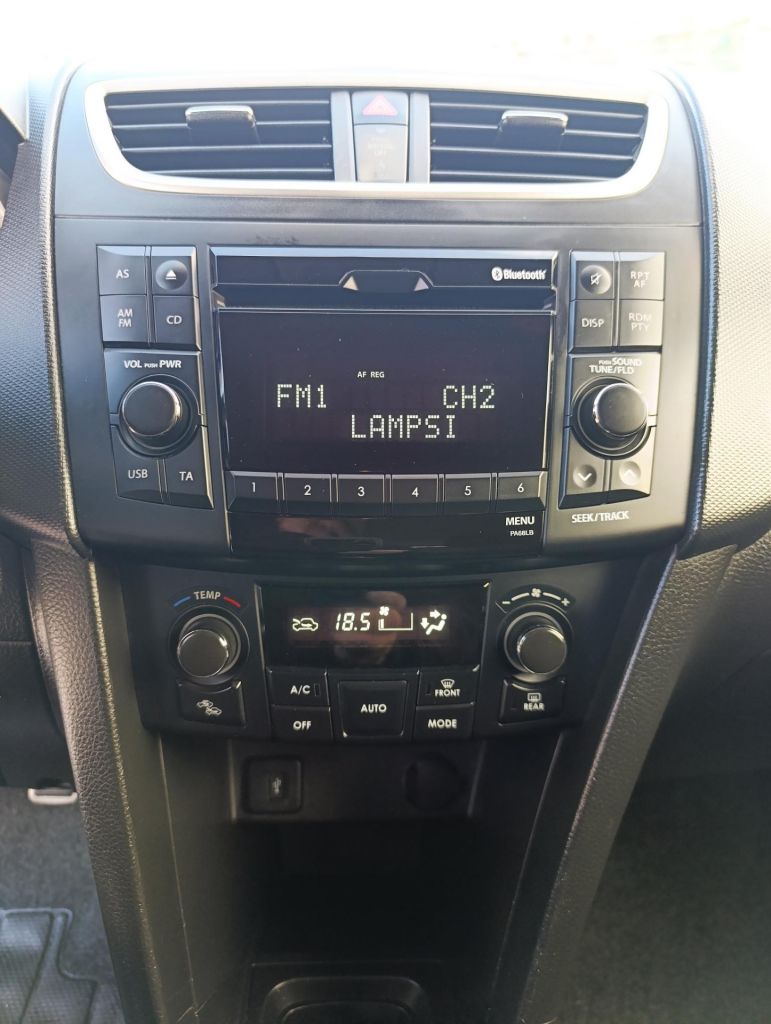 AS
Bluetooth
RPT
AF
AM
FM
CD
DISP
RDM
PTY
VOL PUSH PWR
AF REG
PUSH SOUND
TUNE/FLD
FM1 CH2
LAMPSI
USB
TA
1 2 3 4 5 6
MENU
PA68LB
SEEK/TRACK
TEMP
18.5
- +
A/C
AUTO
FRONT
OFF
MODE
REAR